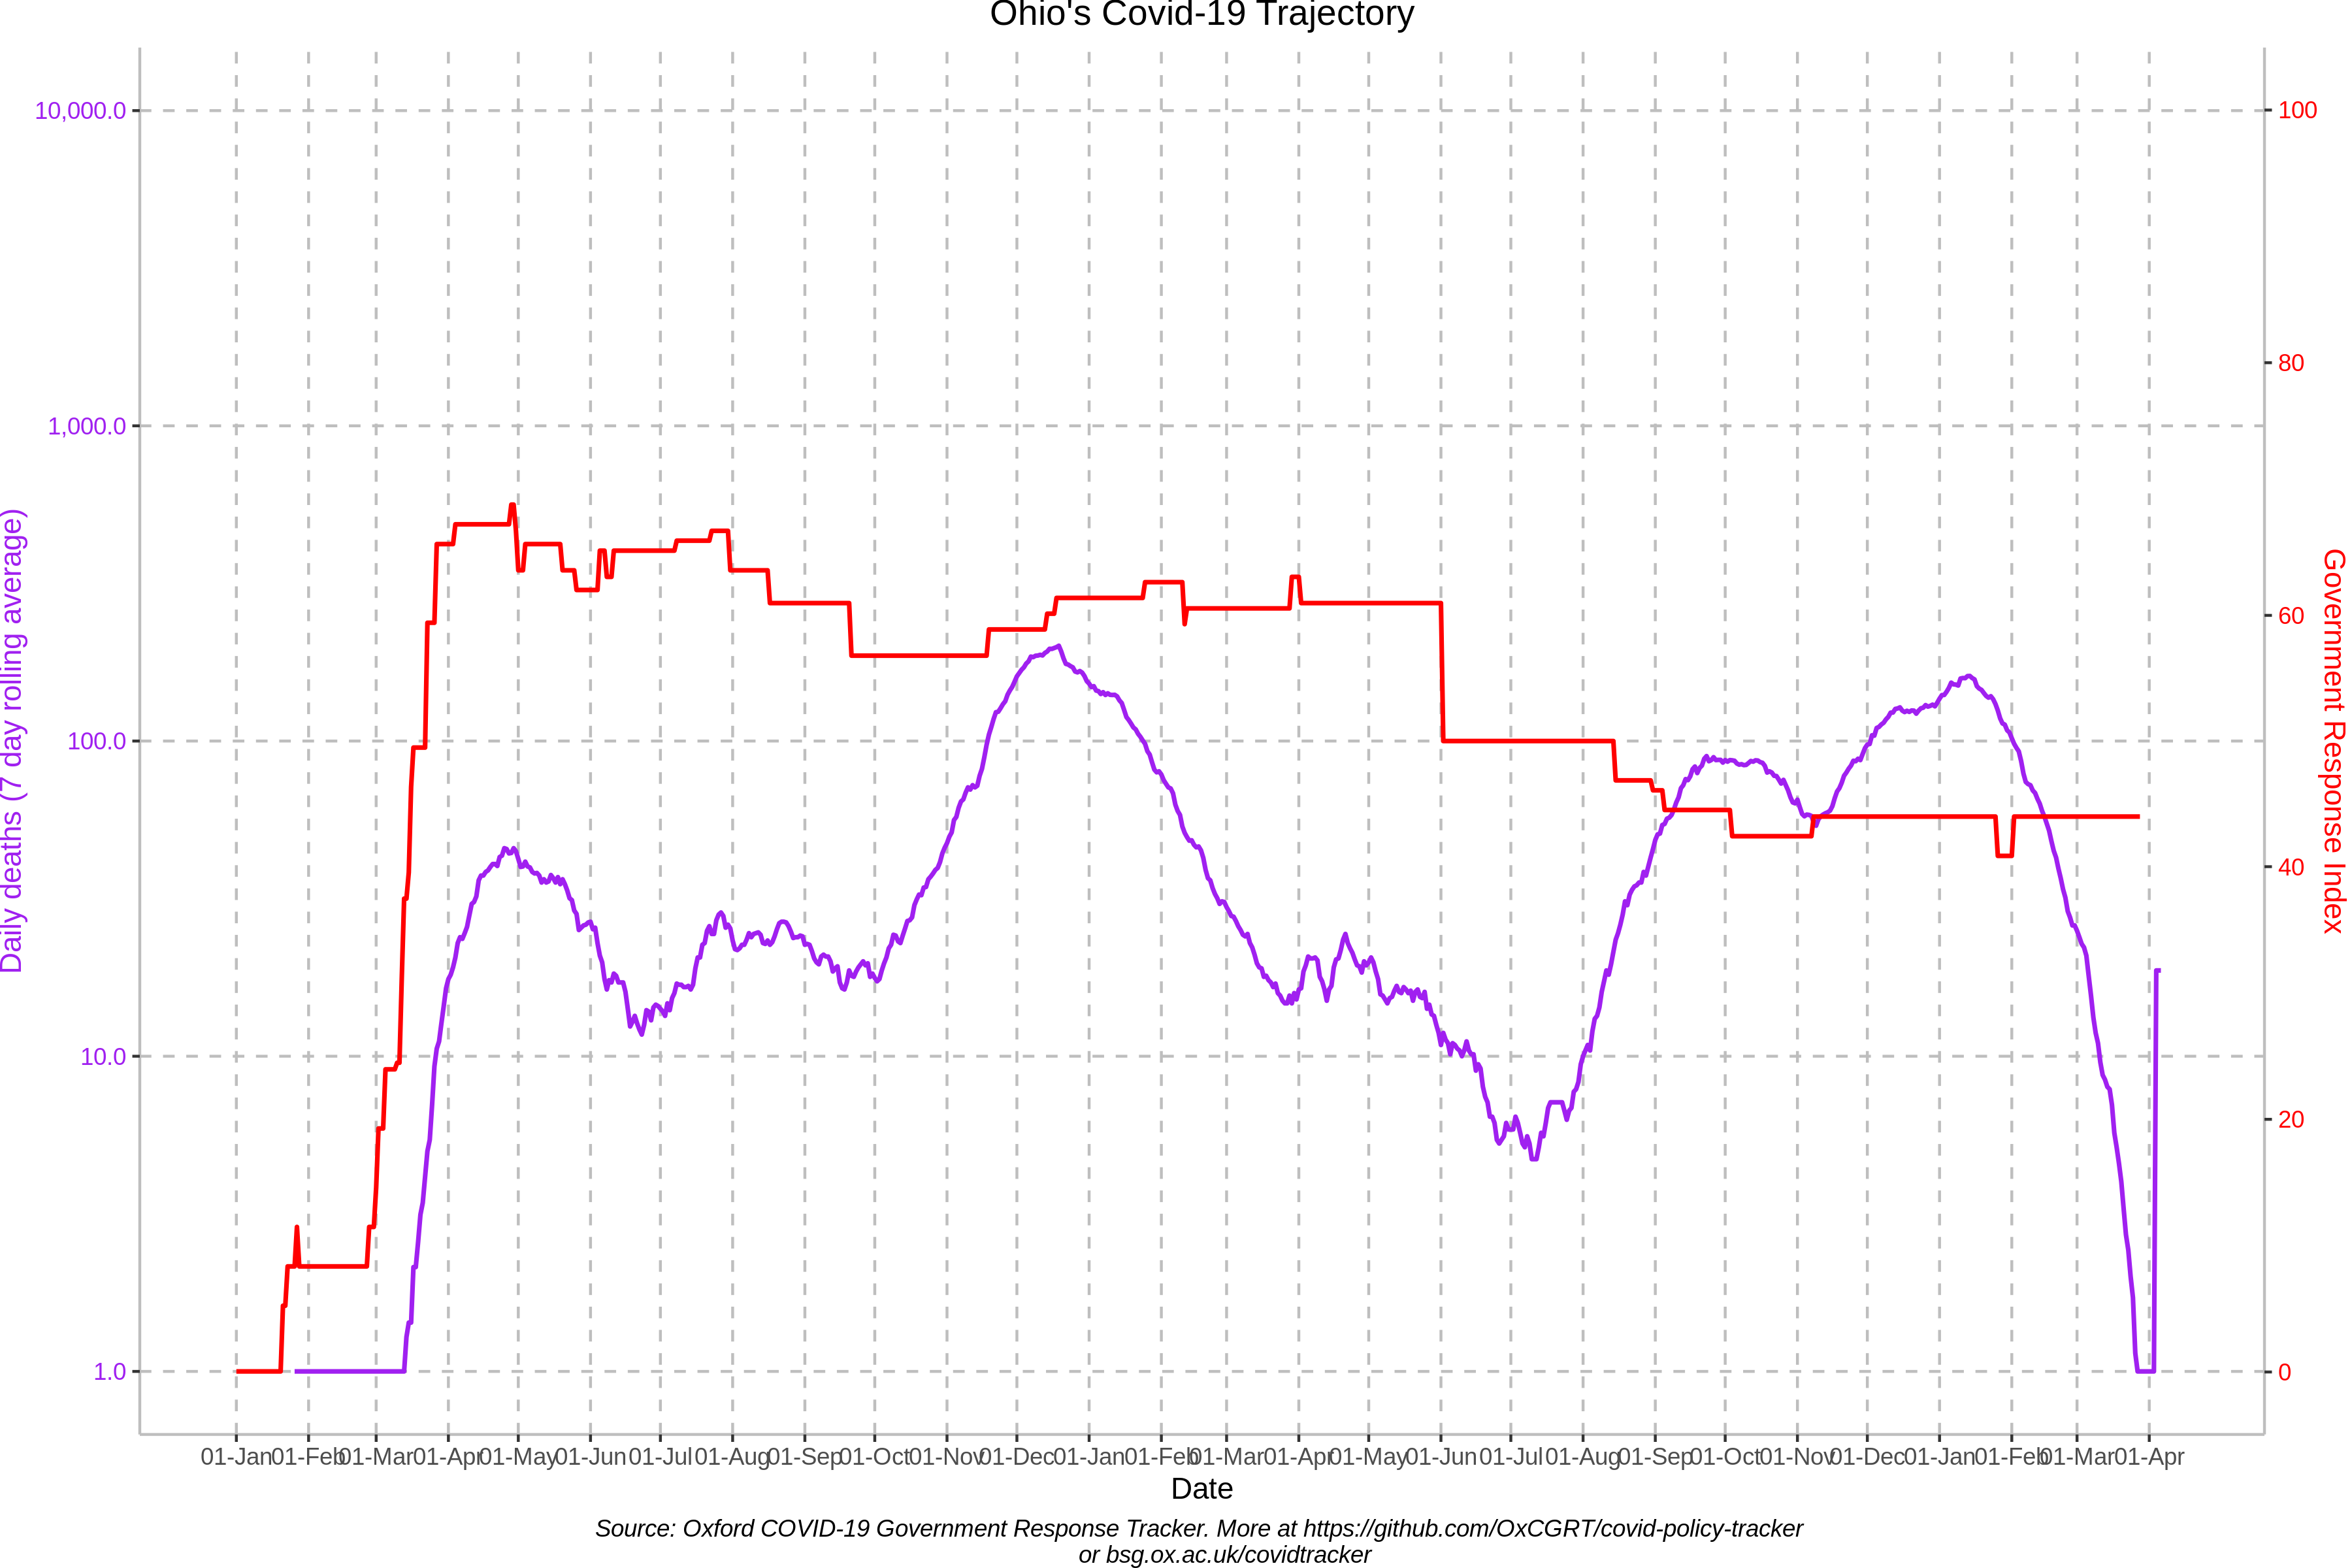 Ohio's Covid-19 Trajectory
10,000.0
1,000.0
100.0
10.0
1.0
Daily deaths (7 day rolling average)
100
80
60
40
20
0
Government Response Index
01-Jan 01-Feb 01-Mar 01-Apr 01-May 01-Jun 01-Jul 01-Aug 01-Sep 01-Oct 01-Nov 01-Dec 01-Jan 01-Feb 01-Mar 01-Apr 01-May 01-Jun 01-Jul 01-Aug 01-Sep 01-Oct 01-Nov 01-Dec 01-Jan 01-Feb 01-Mar 01-Apr
Date
Source: Oxford COVID-19 Government Response Tracker. More at https://github.com/OxCGRT/covid-policy-tracker
or bsg.ox.ac.uk/covidtracker